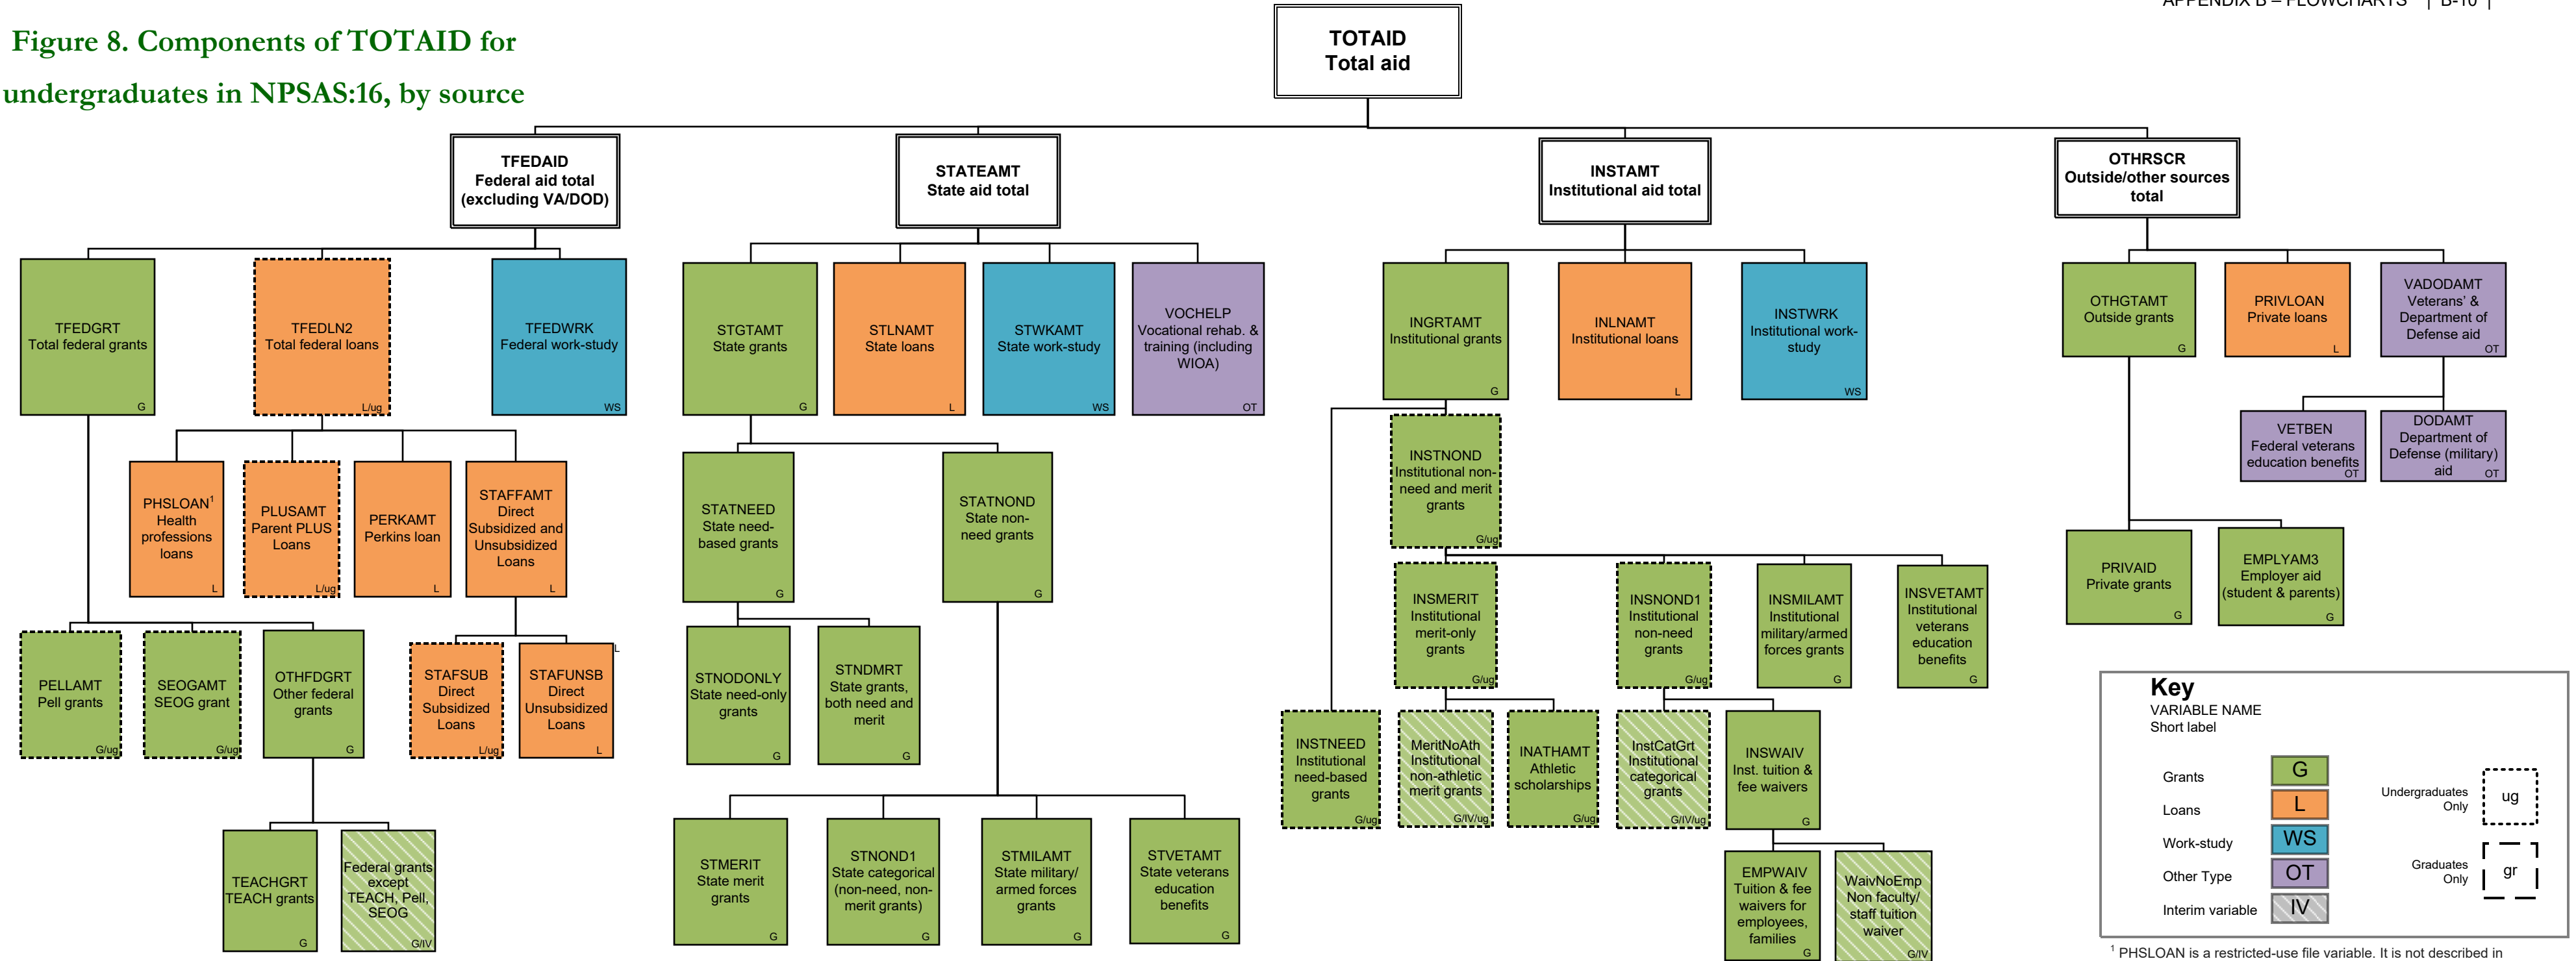 APPENDIX B – FLOWCHARTS | B-10 |
Figure 8. Components of TOTAID for
undergraduates in NPSAS:16, by source
TOTAID
Total aid
TFEDAID
Federal aid total
(excluding VA/DOD)
STATEAMT
State aid total
INSTAMT
Institutional aid total
OTHRSCR
Outside/other sources
total
TFEDGRT
Total federal grants
G
TFEDLN2
Total federal loans
L/ug
TFEDWRK
Federal work-study
WS
STGTAMT
State grants
G
STLNAMT
State loans
L
STWKAMT
State work-study
WS
VOCHELP
Vocational rehab. &
training (including
WIOA)
OT
INGRTAMT
Institutional grants
G
INLNAMT
Institutional loans
L
INSTWRK
Institutional work-
study
WS
OTHGTAMT
Outside grants
G
PRIVLOAN
Private loans
L
VADODAMT
Veterans' &
Department of
Defense aid
OT
PHSLOAN1
Health
professions
loans
L
PLUSAMT
Parent PLUS
Loans
L/ug
PERKAMT
Perkins loan
L
STAFFAMT
Direct
Subsidized and
Unsubsidized
Loans
L
STATNEED
State need-
based grants
G
STATNOND
State non-
need grants
G
INSTNOND
Institutional non-
need and merit
grants
G/ug
VETBEN
Federal veterans
education benefits
OT
DODAMT
Department of
Defense (military)
aid
OT
PRIVAID
Private grants
G
EMPLYAM3
Employer aid
(student & parents)
G
PELLAMT
Pell grants
G/ug
SEOGAMT
SEOG grant
G/ug
OTHFDGRT
Other federal
grants
G
STAFSUB
Direct
Subsidized
Loans
L/ug
L
STAFUNSB
Direct
Unsubsidized
Loans
L
STNODONLY
State need-only
grants
G
STNDMRT
State grants,
both need and
merit
G
INSMERIT
Institutional
merit-only
grants
G/ug
INSNOND1
Institutional
non-need
grants
G/ug
INSMILAMT
Institutional
military/armed
forces grants
G
INSVETAMT
Institutional
veterans
education
benefits
G
INSTNEED
Institutional
need-based
grants
G/ug
MeritNoAth
Institutional
non-athletic
merit grants
G/IV/ug
INATHAMT
Athletic
scholarships
G/ug
InstCatGrt
Institutional
categorical
grants
G/IV/ug
INSWAIV
Inst. tuition &
fee waivers
G
TEACHGRT
TEACH grants
G
Federal grants
except
TEACH, Pell,
SEOG
G/IV
STMERIT
State merit
grants
G
STNOND1
State categorical
(non-need, non-
merit grants)
G
STMILAMT
State military/
armed forces
grants
G
STVETAMT
State veterans
education
benefits
G
EMPWAIV
Tuition & fee
waivers for
employees,
families
G
WaivNoEmp
Non faculty/
staff tuition
waiver
G/IV
Key
VARIABLE NAME
Short label
Grants G
Loans L
Work-study WS
Other Type OT
Interim variable IV
Undergraduates
Only
ug
Graduates
Only
gr
1 PHSLOAN is a restricted-use file variable. It is not described in